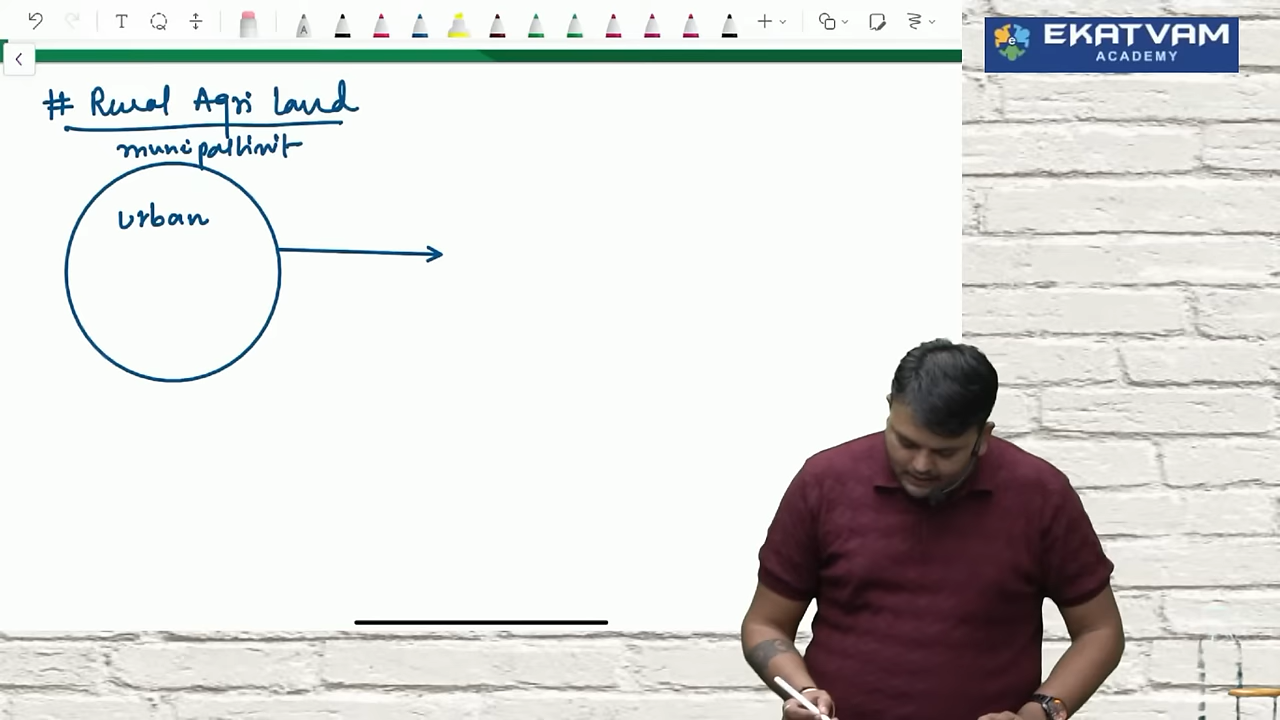 EKATVAM
ACADEMY
# Rural Agri Land
municipal limit
urban